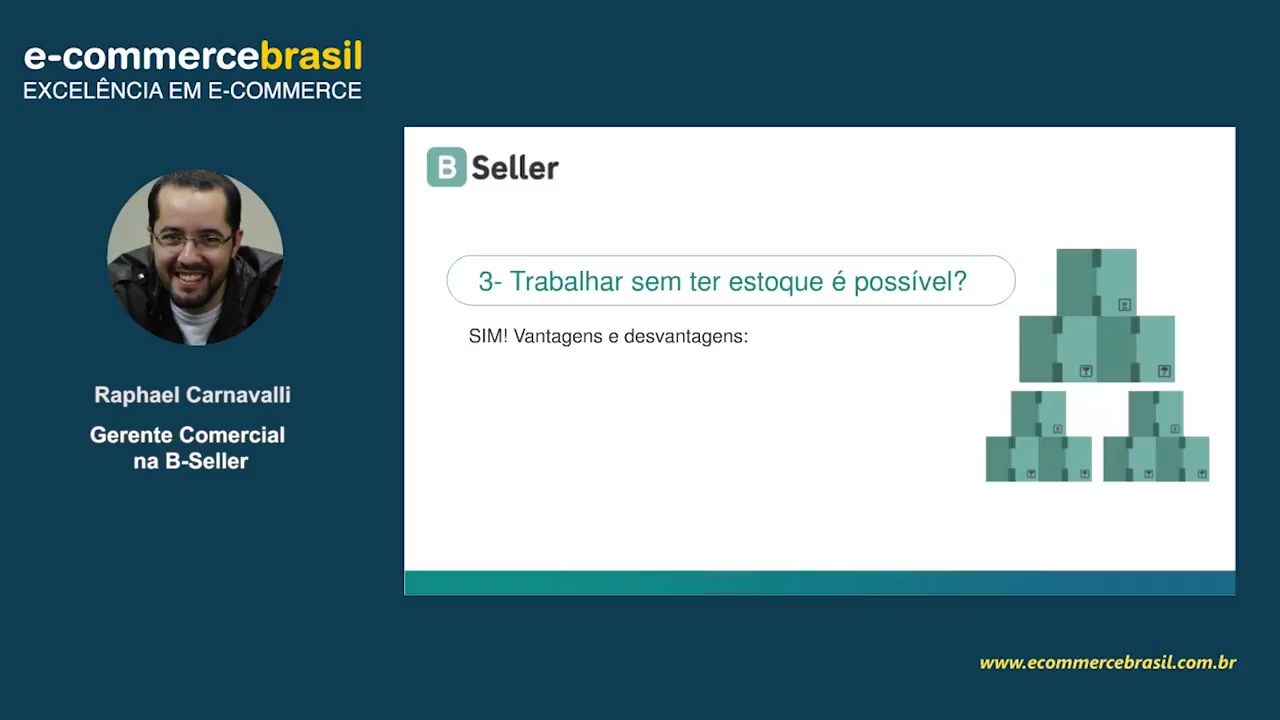 e-commercebrasil
EXCELÊNCIA EM E-COMMERCE
Raphael Carnavalli
Gerente Comercial
na B-Seller
B Seller
3- Trabalhar sem ter estoque é possível?
SIM! Vantagens e desvantagens:
www.ecommercebrasil.com.br